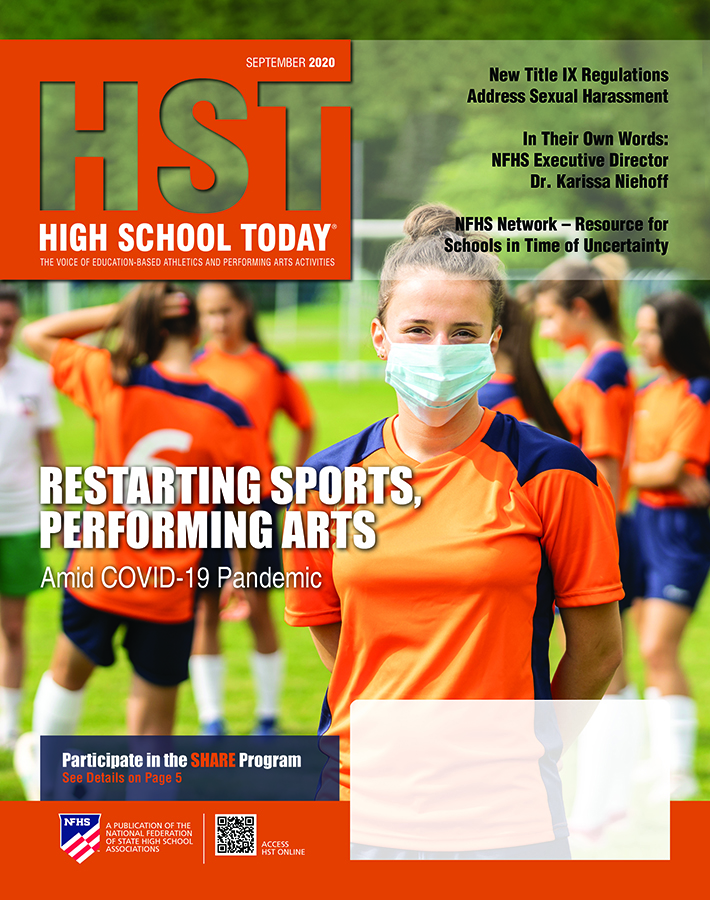 SEPTEMBER 2020
HST
HIGH SCHOOL TODAY®
THE VOICE OF EDUCATION-BASED ATHLETICS AND PERFORMING ARTS ACTIVITIES
New Title IX Regulations
Address Sexual Harassment
In Their Own Words:
NFHS Executive Director
Dr. Karissa Niehoff
NFHS Network – Resource for
Schools in Time of Uncertainty
6
RESTARTING SPORTS,
PERFORMING ARTS
Amid COVID-19 Pandemic
Participate in the SHARE Program
See Details on Page 5
NFHS
A PUBLICATION OF THE
NATIONAL FEDERATION
OF STATE HIGH SCHOOL
ASSOCIATIONS
ACCESS
HST ONLINE